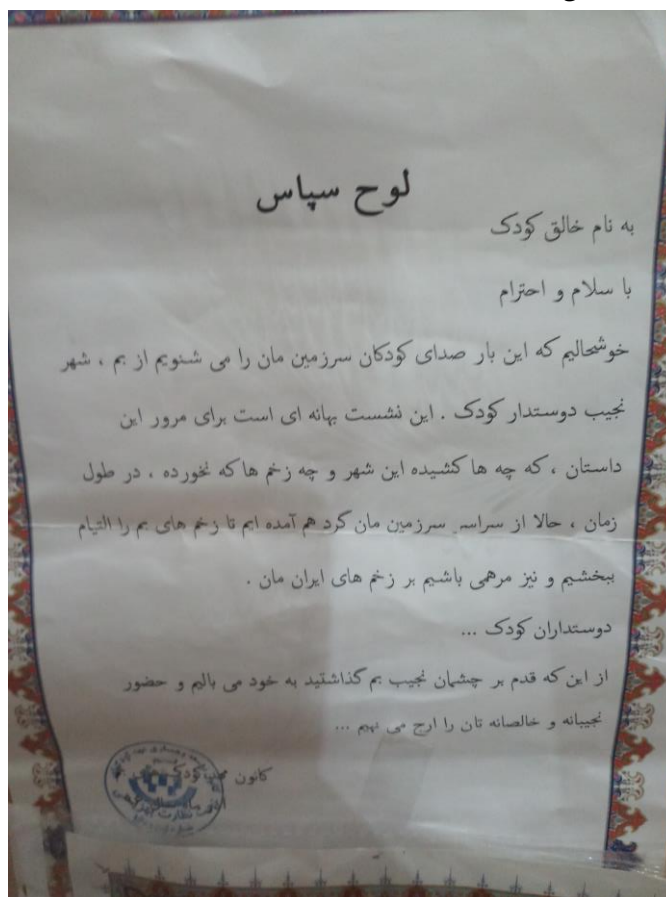 لوح سپاس
به نام خالق کودک
با سلام و احترام
خوشحالیم که این بار صدای کودکان سرزمین مان را می شنویم از بم ، شهر
نجیب دوستدار کودک . این نشست بهانه ای است برای مرور این
داستان ، که چه ها کشیده این شهر و چه زخم ها که نخورده ، در طول
زمان ، حالا از سراسر سرزمین مان گرد هم آمده ایم تا زخم های بم را التیام
ببخشیم و نیز مرهمی باشیم بر زخم های ایران مان .
دوستداران کودک ...
از این که قدم بر چشمان نجیب بم گذاشتید به خود می بالیم و حضور
نجیبانه و خالصانه تان را ارج می نهیم ...
کانون کودک